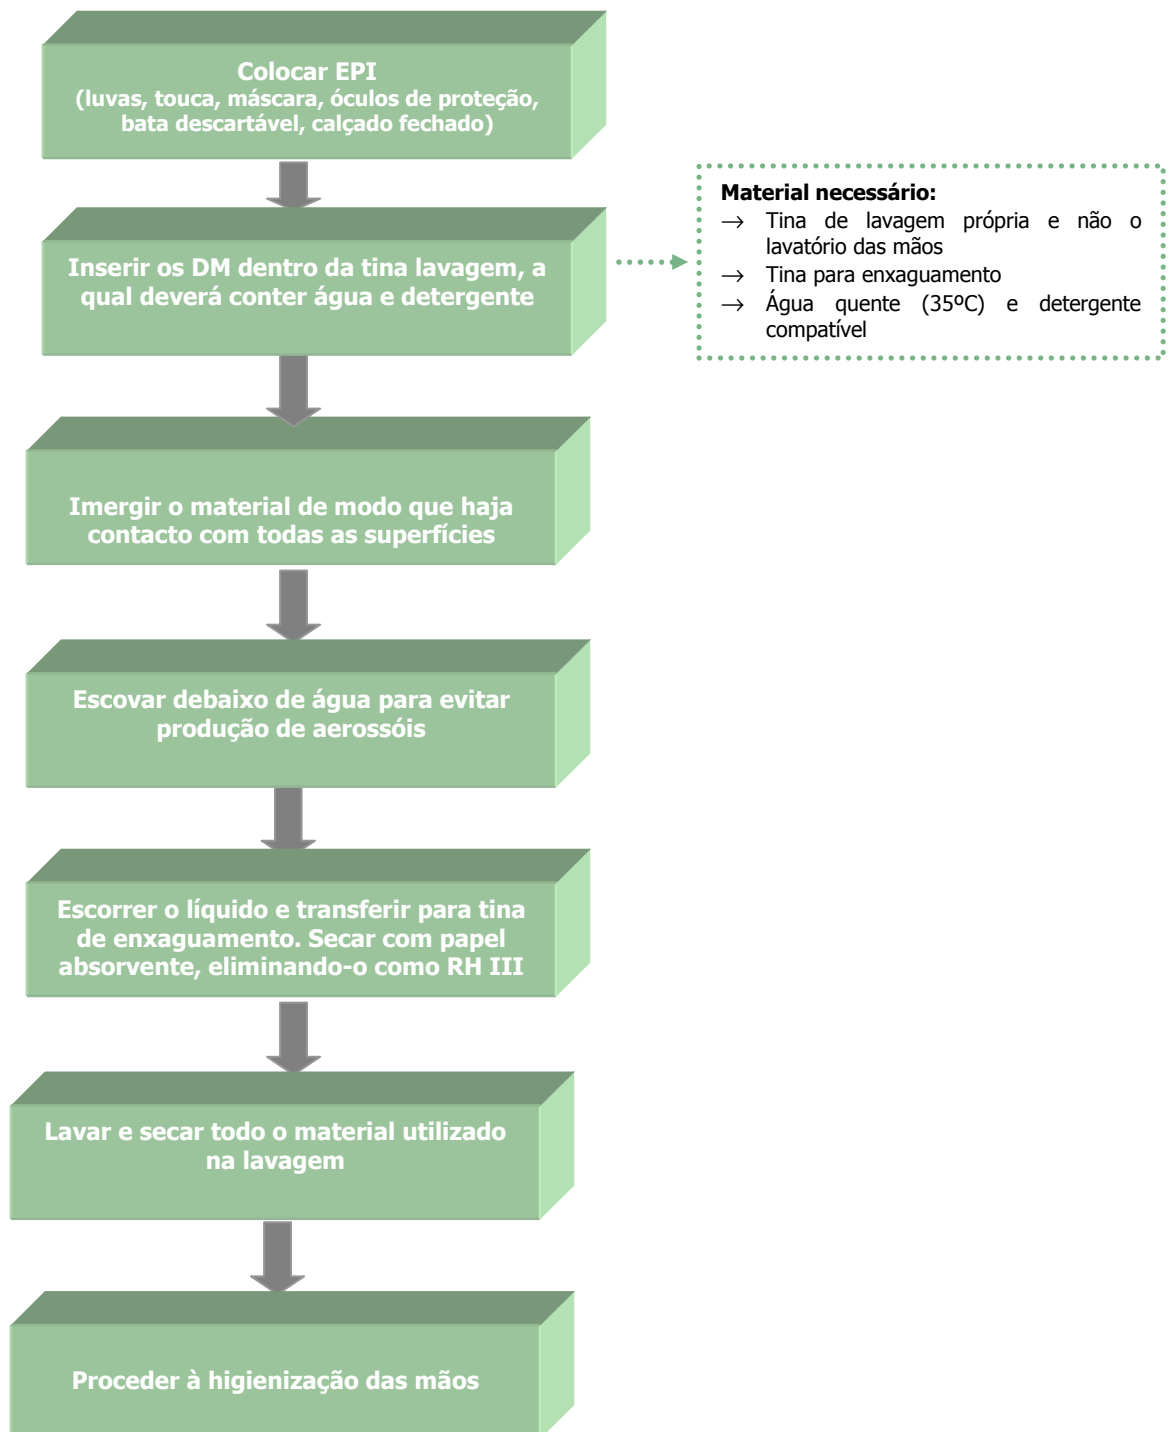 Colocar EPI
(luvas, touca, máscara, óculos de proteção,
bata descartável, calçado fechado)
Inserir os DM dentro da tina lavagem, a
qual deverá conter água e detergente
Material necessário:
→ Tina de lavagem própria e não o
lavatório das mãos
→ Tina para enxaguamento
→ Água quente (35ºC) e detergente
compatível
Imergir o material de modo que haja
contacto com todas as superfícies
Escovar debaixo de água para evitar
produção de aerossóis
Escorrer o líquido e transferir para tina
de enxaguamento. Secar com papel
absorvente, eliminando-o como RH III
Lavar e secar todo o material utilizado
na lavagem
Proceder à higienização das mãos